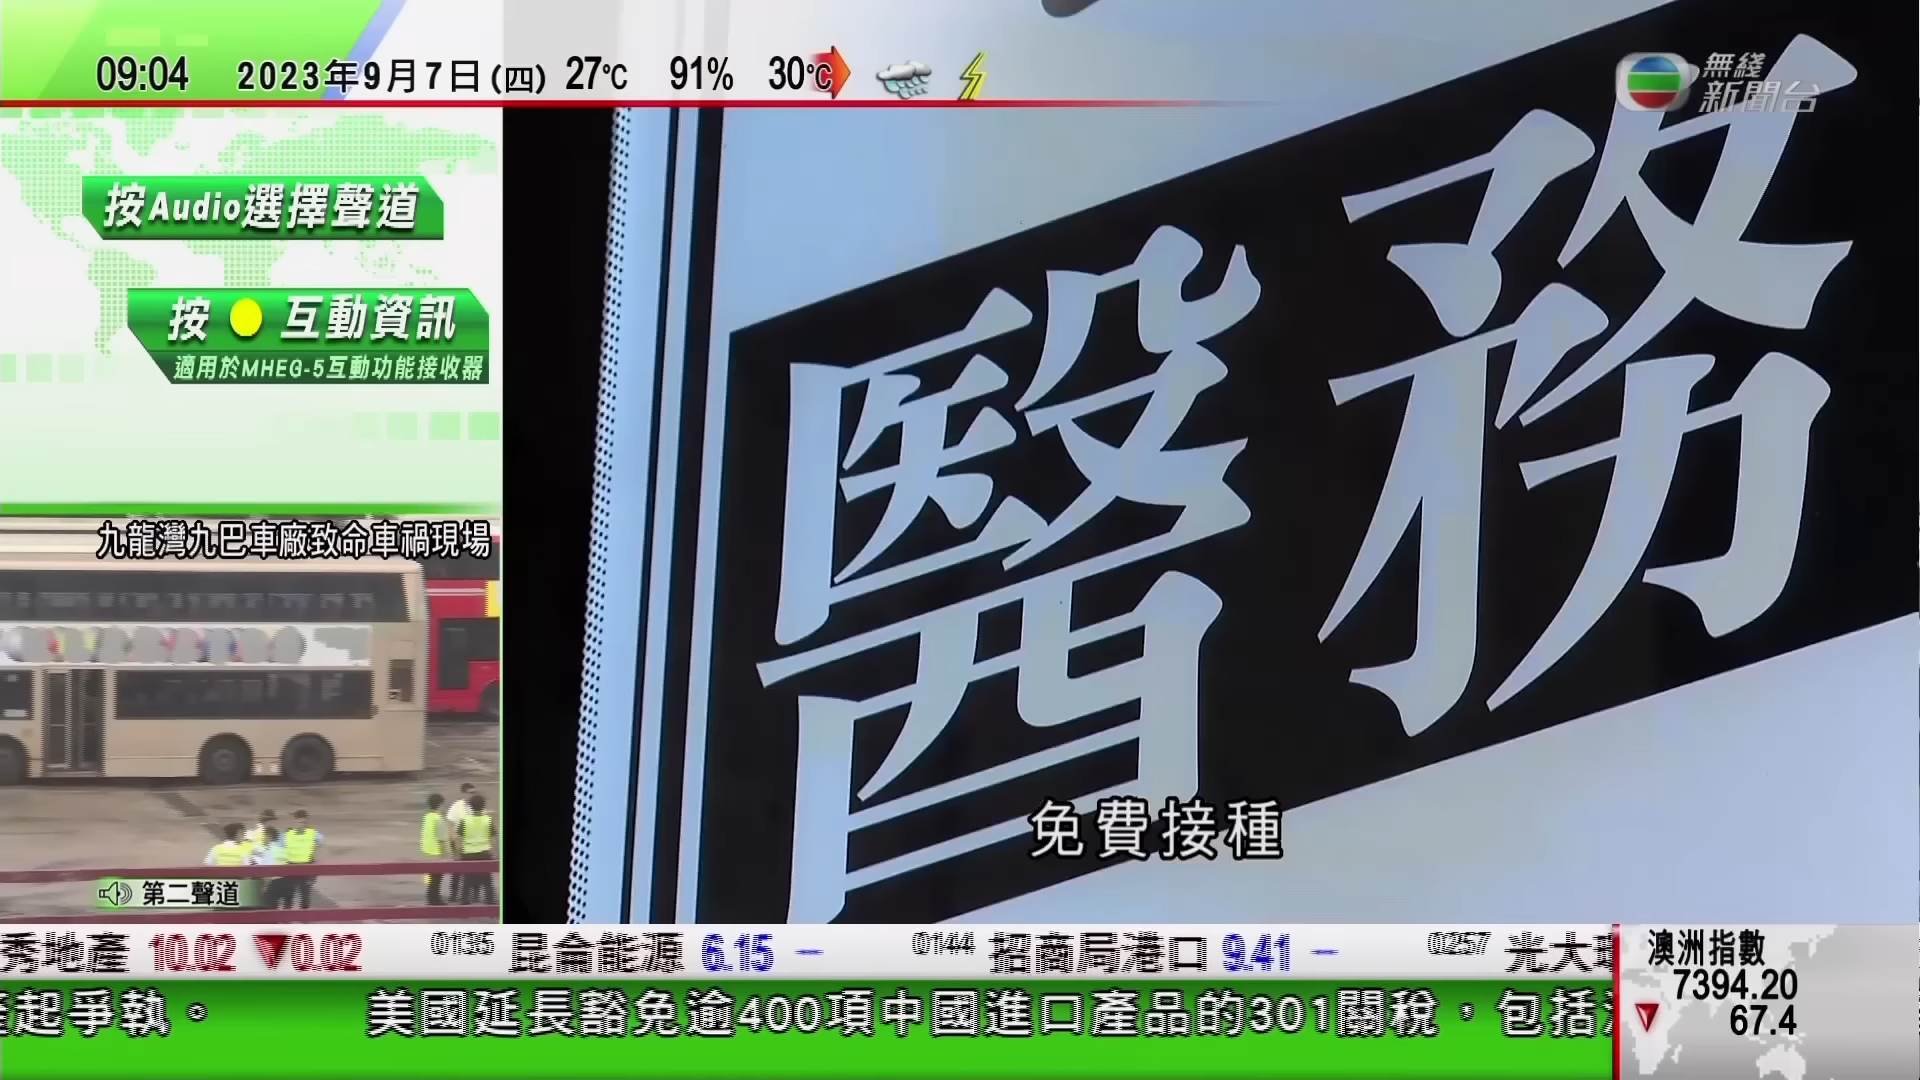 09:04 2023年9月7日(四) 27℃ 91% 30℃
無綫
新聞台
按Audio選擇聲道
按 互動資訊
適用於MHEG-5互動功能接收器
九龍灣九巴車廠致命車禍現場
第二聲道
醫務
免費接種
秀地產 10.02 ▼0.02 0135 昆侖能源 6.15 – 0144 招商局港口 9.41 – 0257 光大
起爭執。 美國延長豁免逾400項中國進口產品的301關稅，包括
澳洲指數
7394.20
▼ 67.4